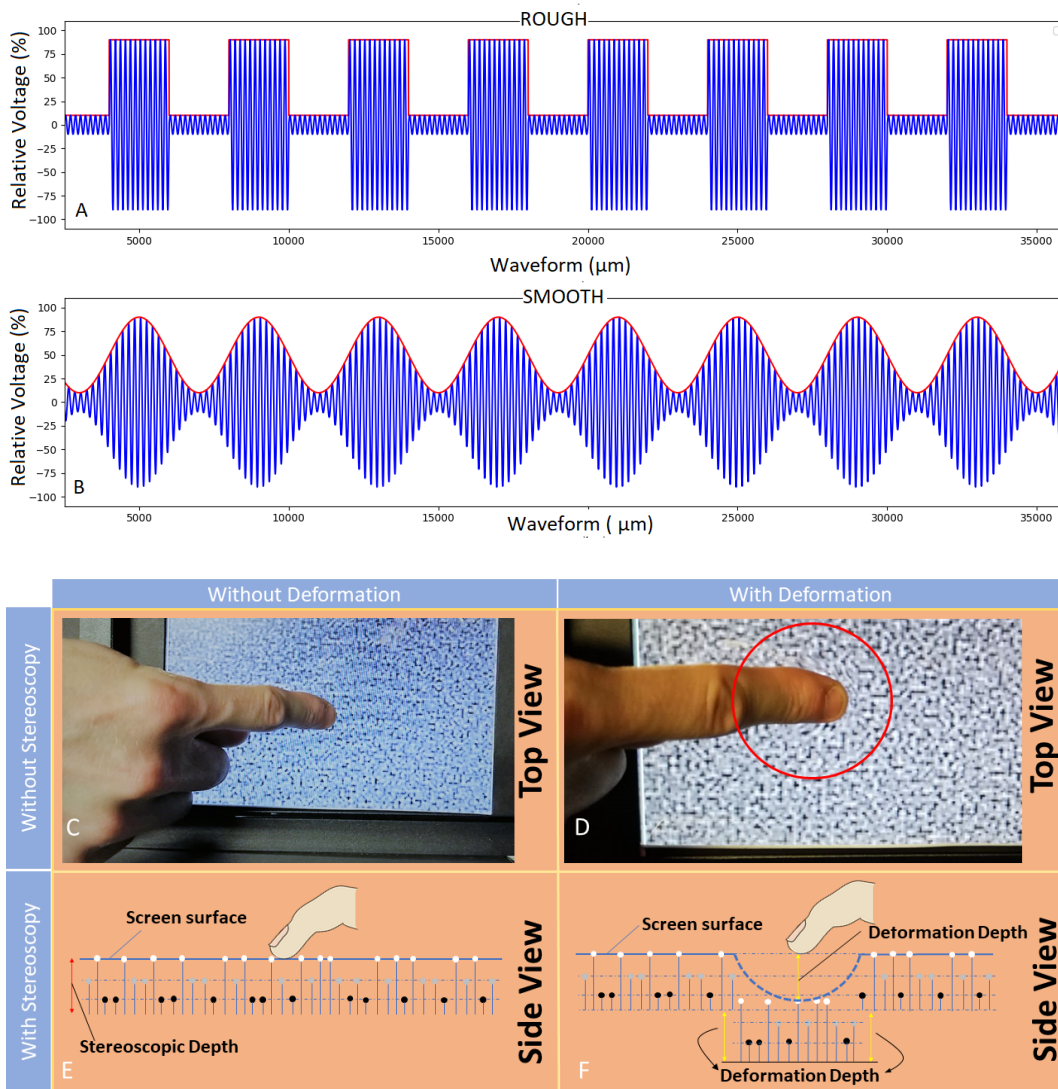 ROUGH
Relative Voltage (%)
100
75
50
25
0
−25
−50
−75
−100
A
5000 10000 15000 20000 25000 30000 35000
Waveform (µm)
SMOOTH
Relative Voltage (%)
100
75
50
25
0
−25
−50
−75
−100
B
5000 10000 15000 20000 25000 30000 35000
Waveform ( µm)
Without Deformation
With Deformation
Without Stereoscopy
C
Top View
D
Top View
With Stereoscopy
Screen surface
Stereoscopic Depth
E
Side View
Screen surface
Deformation Depth
Deformation Depth
F
Side View